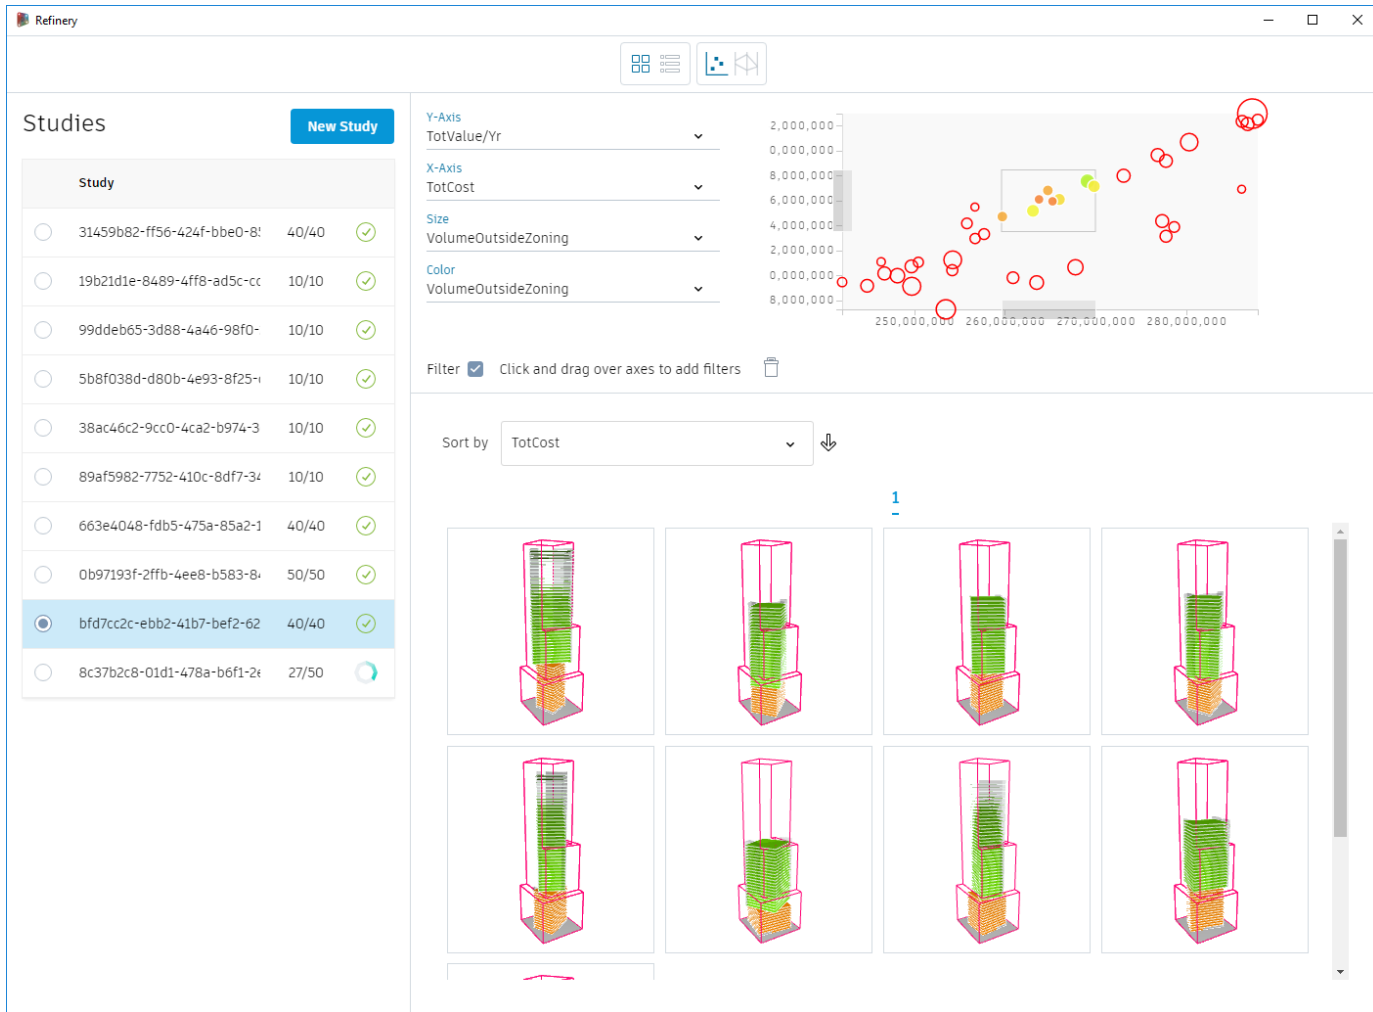 Refinery
Studies
New Study
Study
31459b82-ff56-424f-bbe0-85 40/40
19b21d1e-8489-4ff8-ad5c-cc 10/10
99ddeb65-3d88-4a46-98f0- 10/10
5b8f038d-d80b-4e93-8f25- 10/10
38ac46c2-9cc0-4ca2-b974-3 10/10
89af5982-7752-410c-8df7-34 10/10
663e4048-fdb5-475a-85a2-1 40/40
0b97193f-2ffb-4ee8-b583-84 50/50
bfd7cc2c-ebb2-41b7-bef2-62 40/40
8c37b2c8-01d1-478a-b6f1-2e 27/50
Y-Axis
TotValue/Yr
X-Axis
TotCost
Size
VolumeOutsideZoning
Color
VolumeOutsideZoning
2,000,000
0,000,000
8,000,000
6,000,000
4,000,000
2,000,000
0,000,000
8,000,000
250,000,000 260,000,000 270,000,000 280,000,000
Filter Click and drag over axes to add filters
Sort by TotCost
1